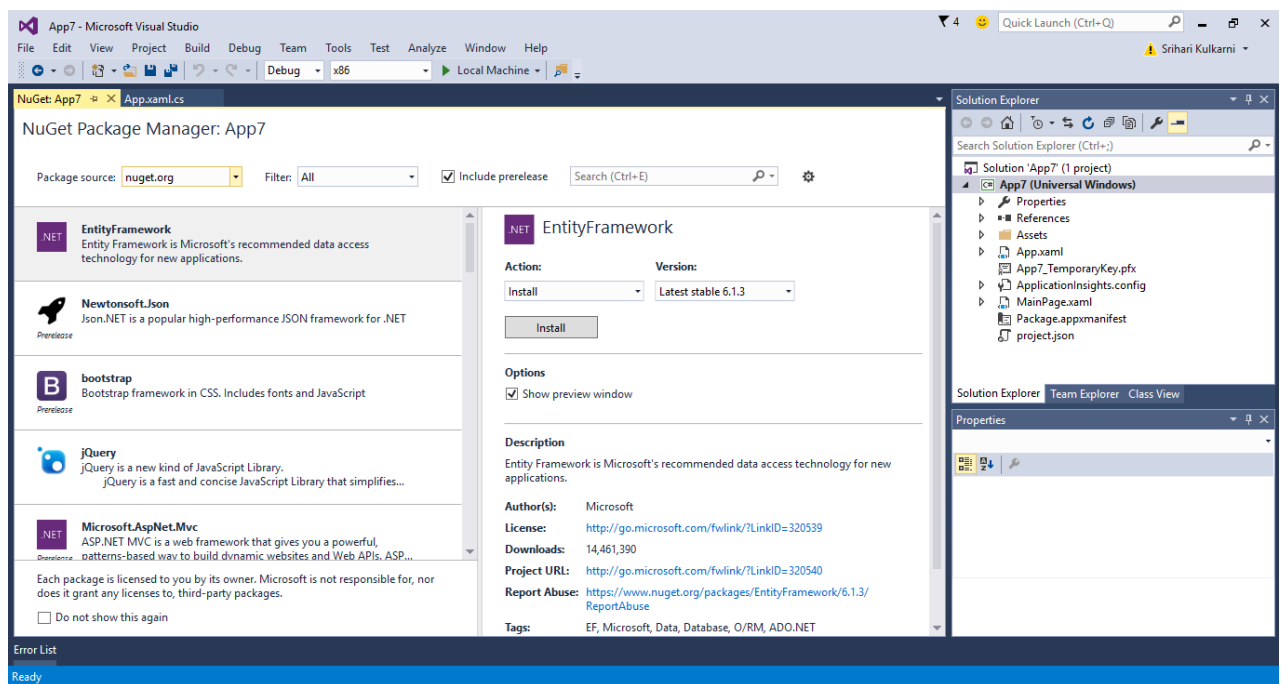 App7 - Microsoft Visual Studio
4
Quick Launch (Ctrl+Q)
File Edit View Project Build Debug Team Tools Test Analyze Window Help
Srihari Kulkarni
Debug x86 Local Machine
NuGet: App7 App.xaml.cs
NuGet Package Manager: App7
Package source: nuget.org Filter: All Include prerelease Search (Ctrl+E)
.NET
EntityFramework
Entity Framework is Microsoft's recommended data access
technology for new applications.
Newtonsoft.Json
Json.NET is a popular high-performance JSON framework for .NET
Prerelease
B
bootstrap
Bootstrap framework in CSS. Includes fonts and JavaScript
Prerelease
jQuery
jQuery is a new kind of JavaScript Library.
jQuery is a fast and concise JavaScript Library that simplifies...
.NET
Microsoft.AspNet.Mvc
ASP.NET MVC is a web framework that gives you a powerful,
patterns-based way to build dynamic websites and Web APIs. ASP...
Prerelease
Each package is licensed to you by its owner. Microsoft is not responsible for, nor
does it grant any licenses to, third-party packages.
Do not show this again
.NET EntityFramework
Action: Version:
Install Latest stable 6.1.3
Install
Options
Show preview window
Description
Entity Framework is Microsoft's recommended data access technology for new
applications.
Author(s): Microsoft
License: http://go.microsoft.com/fwlink/?LinkID=320539
Downloads: 14,461,390
Project URL: http://go.microsoft.com/fwlink/?LinkID=320540
Report Abuse: https://www.nuget.org/packages/EntityFramework/6.1.3/
ReportAbuse
Tags: EF, Microsoft, Data, Database, O/RM, ADO.NET
Solution Explorer
Search Solution Explorer (Ctrl+;)
Solution 'App7' (1 project)
C# App7 (Universal Windows)
Properties
References
Assets
App.xaml
App7_TemporaryKey.pfx
ApplicationInsights.config
MainPage.xaml
Package.appxmanifest
project.json
Solution Explorer Team Explorer Class View
Properties
Error List
Ready